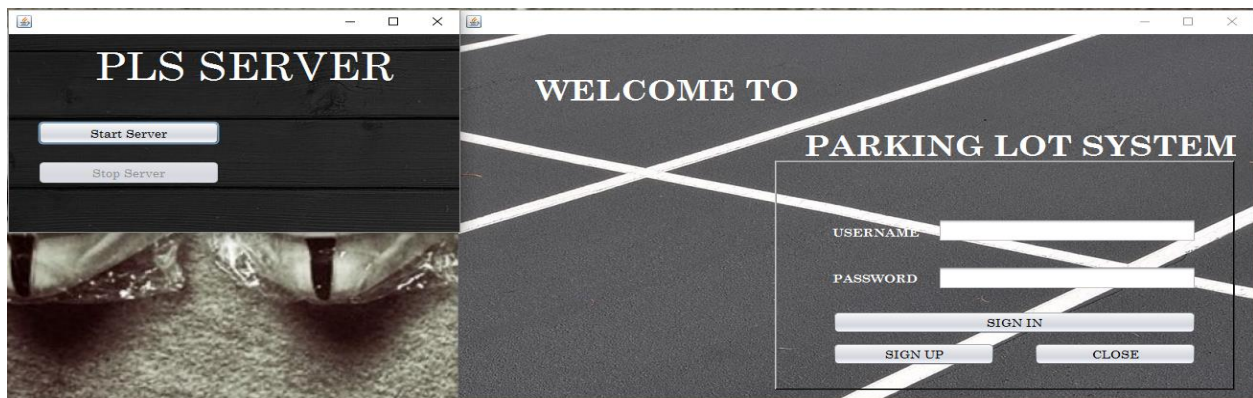 PLS SERVER
Start Server
Stop Server
WELCOME TO
PARKING LOT SYSTEM
USERNAME
PASSWORD
SIGN IN
SIGN UP
CLOSE